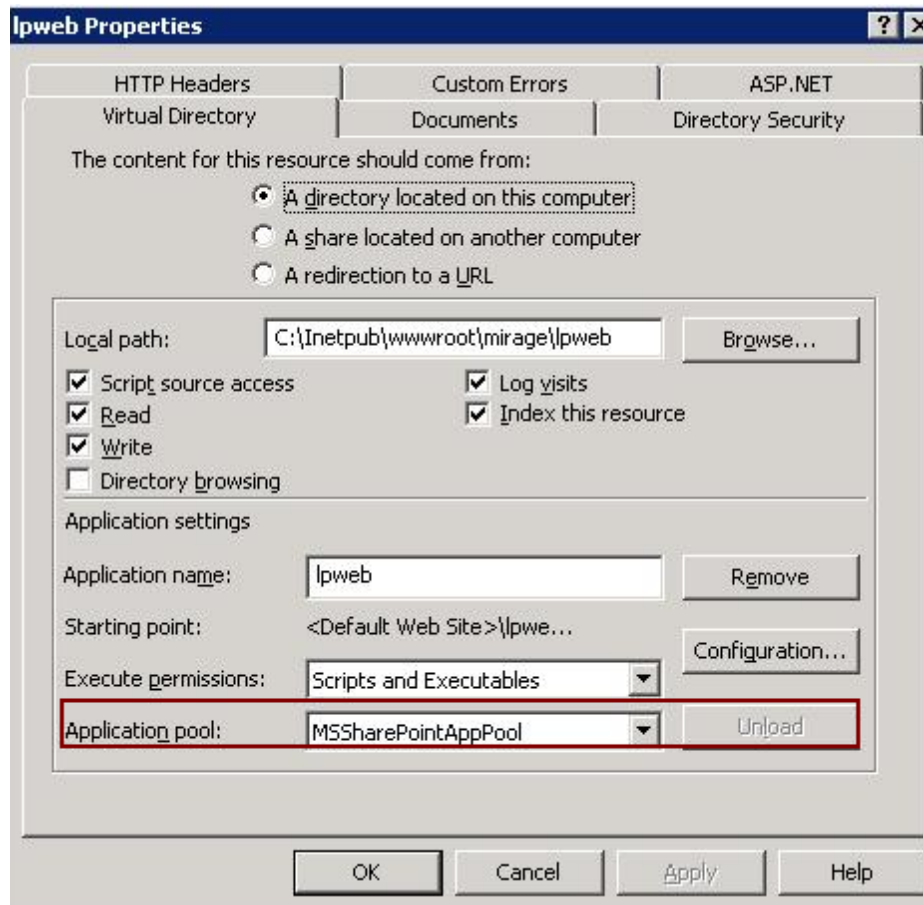 lpweb Properties
HTTP Headers Custom Errors ASP.NET
Virtual Directory Documents Directory Security
The content for this resource should come from:
A directory located on this computer
A share located on another computer
A redirection to a URL
Local path: C:\Inetpub\wwwroot\mirage\lpweb Browse...
Script source access Log visits
Read Index this resource
Write
Directory browsing
Application settings
Application name: lpweb Remove
Starting point: <Default Web Site>\lpwe...
Configuration...
Execute permissions: Scripts and Executables
Application pool: MSSharePointAppPool Unload
OK Cancel Apply Help